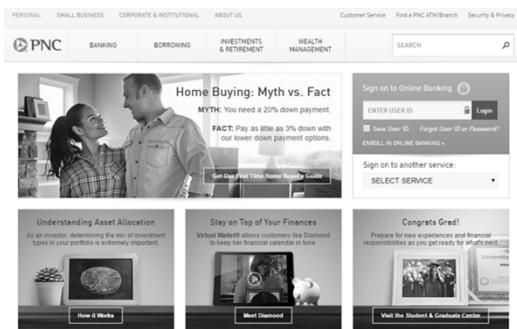 PERSONAL SMALL BUSINESS CORPORATE & INSTITUTIONAL ABOUT US Customer Service Find a PNC ATM/Branch Security & Privacy
PNC BANKING BORROWING INVESTMENTS & RETIREMENT WEALTH MANAGEMENT SEARCH
Home Buying: Myth vs. Fact
MYTH: You need a 20% down payment.
FACT: Pay as little as 3% down with
our lower down payment options.
Get Our First Time Home Buyer's Guide
Sign on to Online Banking
ENTER USER ID Login
Save User ID Forgot User ID or Password?
ENROLL IN ONLINE BANKING »
Sign on to another service:
SELECT SERVICE
Understanding Asset Allocation
As an investor, determining the mix of investment
types in your portfolio is extremely important.
How it Works
Stay on Top of Your Finances
Virtual Wallet® allows customers like Diamond
to keep her financial calendar in tune.
Meet Diamond
Congrats Grad!
Prepare for new experiences and financial
responsibilities as you get ready for what's next.
University
Visit the Student & Graduate Center